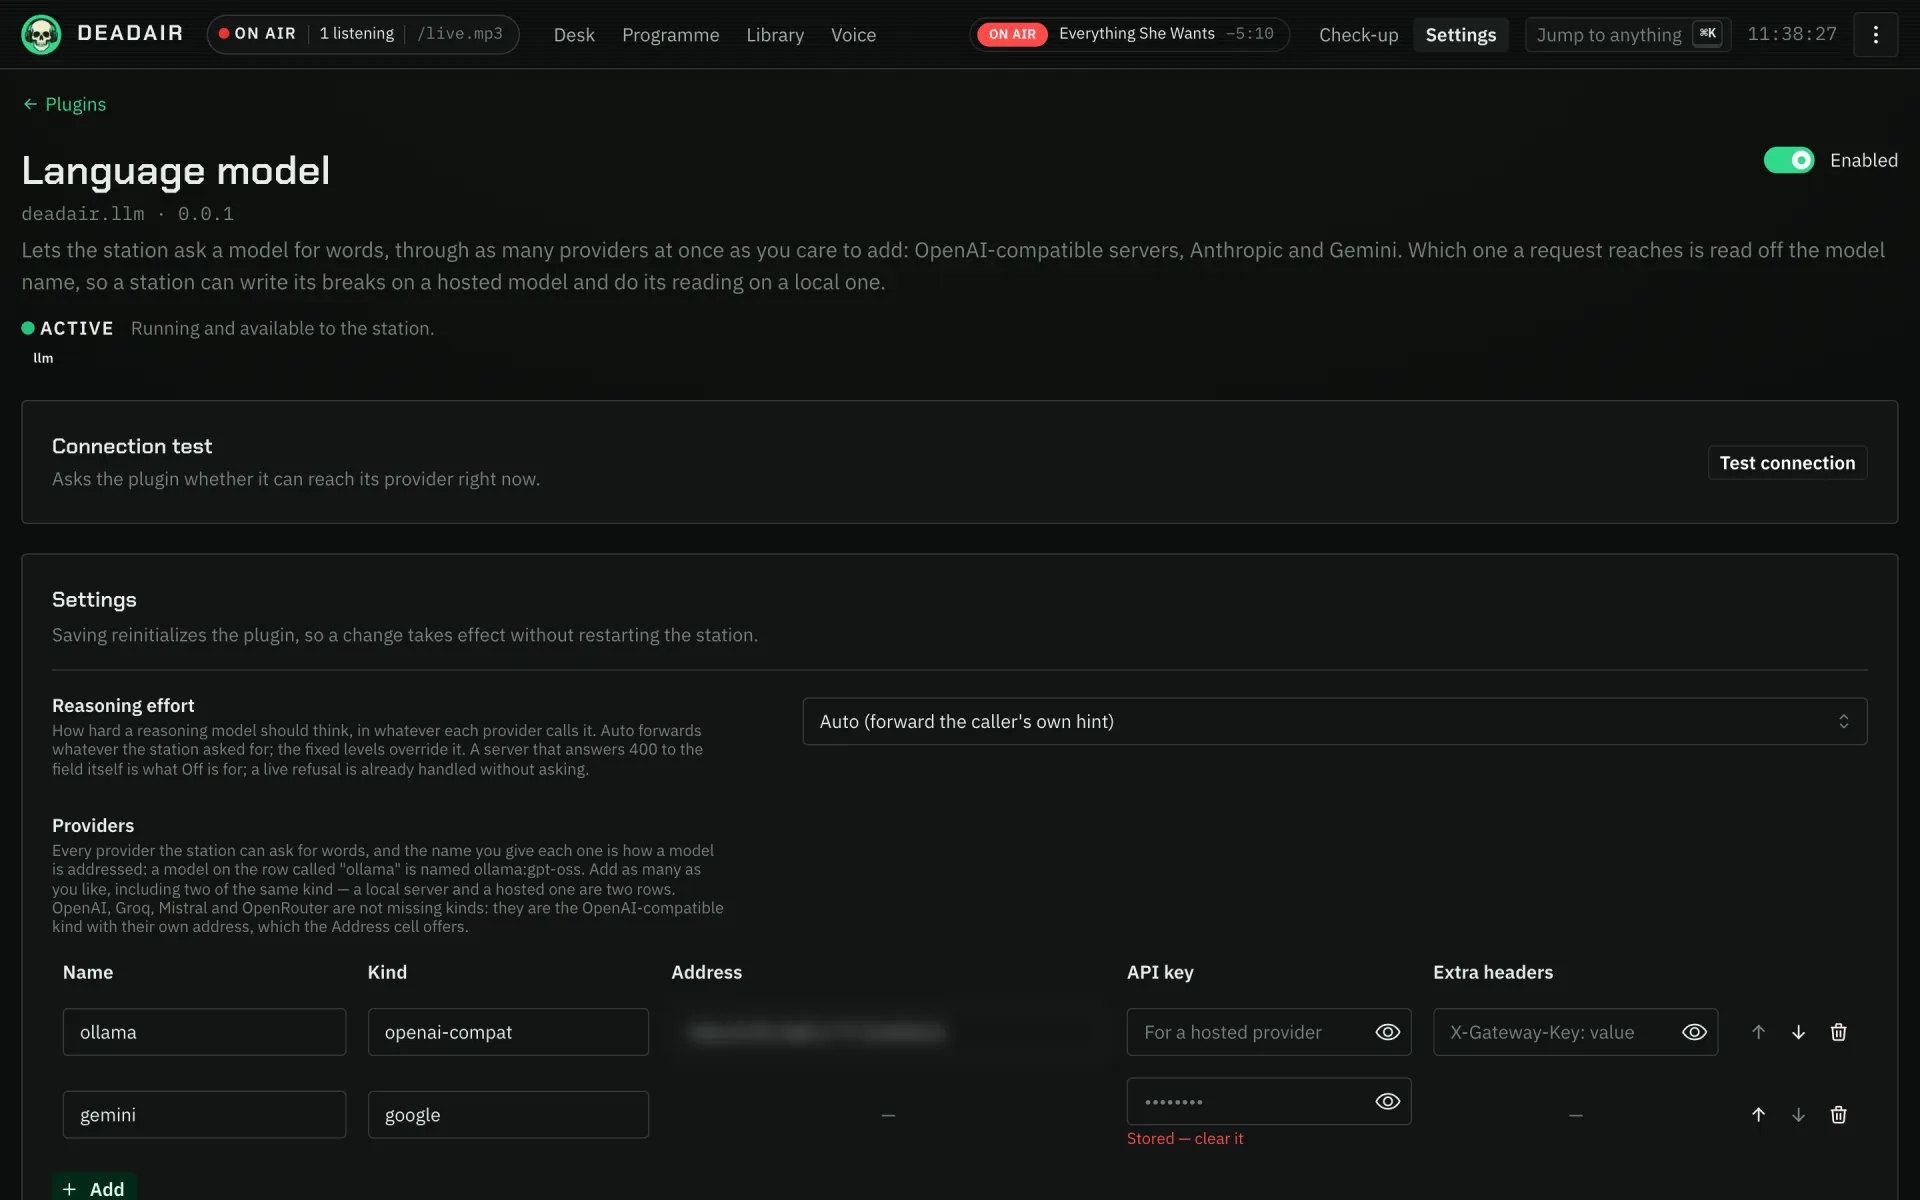 DEADAIR
ON AIR | 1 listening | /live.mp3
Desk
Programme
Library
Voice
ON AIR Everything She Wants −5:10
Check-up
Settings
Jump to anything ⌘K
11:38:27
← Plugins
Language model
Enabled
deadair.llm · 0.0.1
Lets the station ask a model for words, through as many providers at once as you care to add: OpenAI-compatible servers, Anthropic and Gemini. Which one a request reaches is read off the model
name, so a station can write its breaks on a hosted model and do its reading on a local one.
ACTIVE Running and available to the station.
llm
Connection test
Asks the plugin whether it can reach its provider right now.
Test connection
Settings
Saving reinitializes the plugin, so a change takes effect without restarting the station.
Reasoning effort
How hard a reasoning model should think, in whatever each provider calls it. Auto forwards
whatever the station asked for; the fixed levels override it. A server that answers 400 to the
field itself is what Off is for; a live refusal is already handled without asking.
Auto (forward the caller's own hint)
Providers
Every provider the station can ask for words, and the name you give each one is how a model
is addressed: a model on the row called "ollama" is named ollama:gpt-oss. Add as many as
you like, including two of the same kind — a local server and a hosted one are two rows.
OpenAI, Groq, Mistral and OpenRouter are not missing kinds: they are the OpenAI-compatible
kind with their own address, which the Address cell offers.
Name Kind Address API key Extra headers
ollama openai-compat For a hosted provider X-Gateway-Key: value
gemini google — •••••••• —
Stored — clear it
+ Add